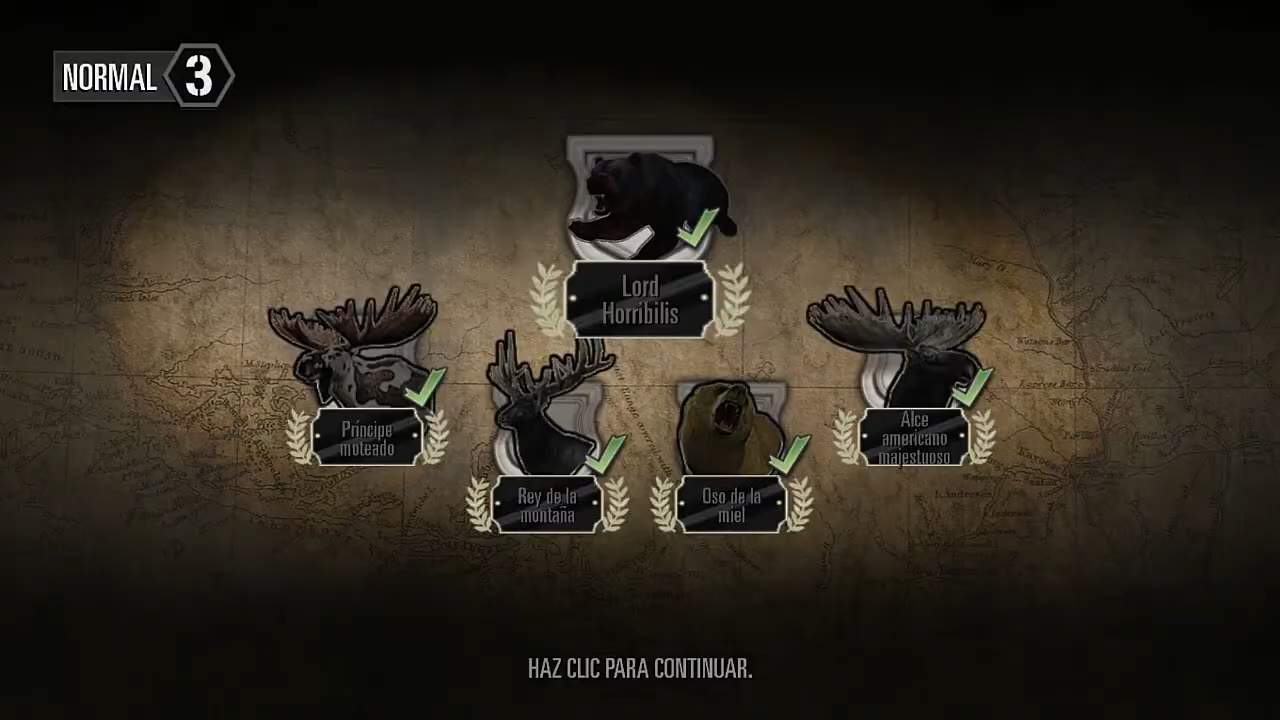 NORMAL 3
Lord
Horribilis
Príncipe
moteado
Rey de la
montaña
Oso de la
miel
Alce
americano
majestuoso
HAZ CLIC PARA CONTINUAR.